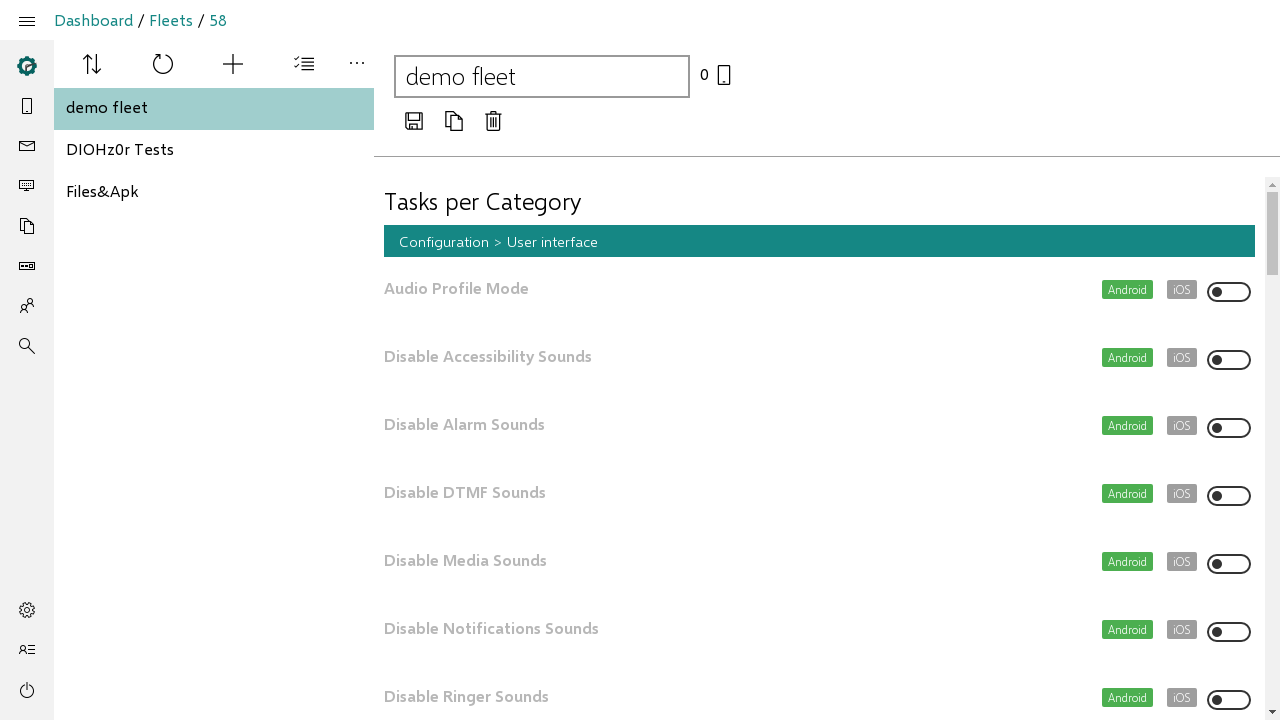 Dashboard / Fleets / 58
demo fleet
DIOHz0r Tests
Files&Apk
demo fleet
0
Tasks per Category
Configuration > User interface
Audio Profile Mode Android iOS
Disable Accessibility Sounds Android iOS
Disable Alarm Sounds Android iOS
Disable DTMF Sounds Android iOS
Disable Media Sounds Android iOS
Disable Notifications Sounds Android iOS
Disable Ringer Sounds Android iOS